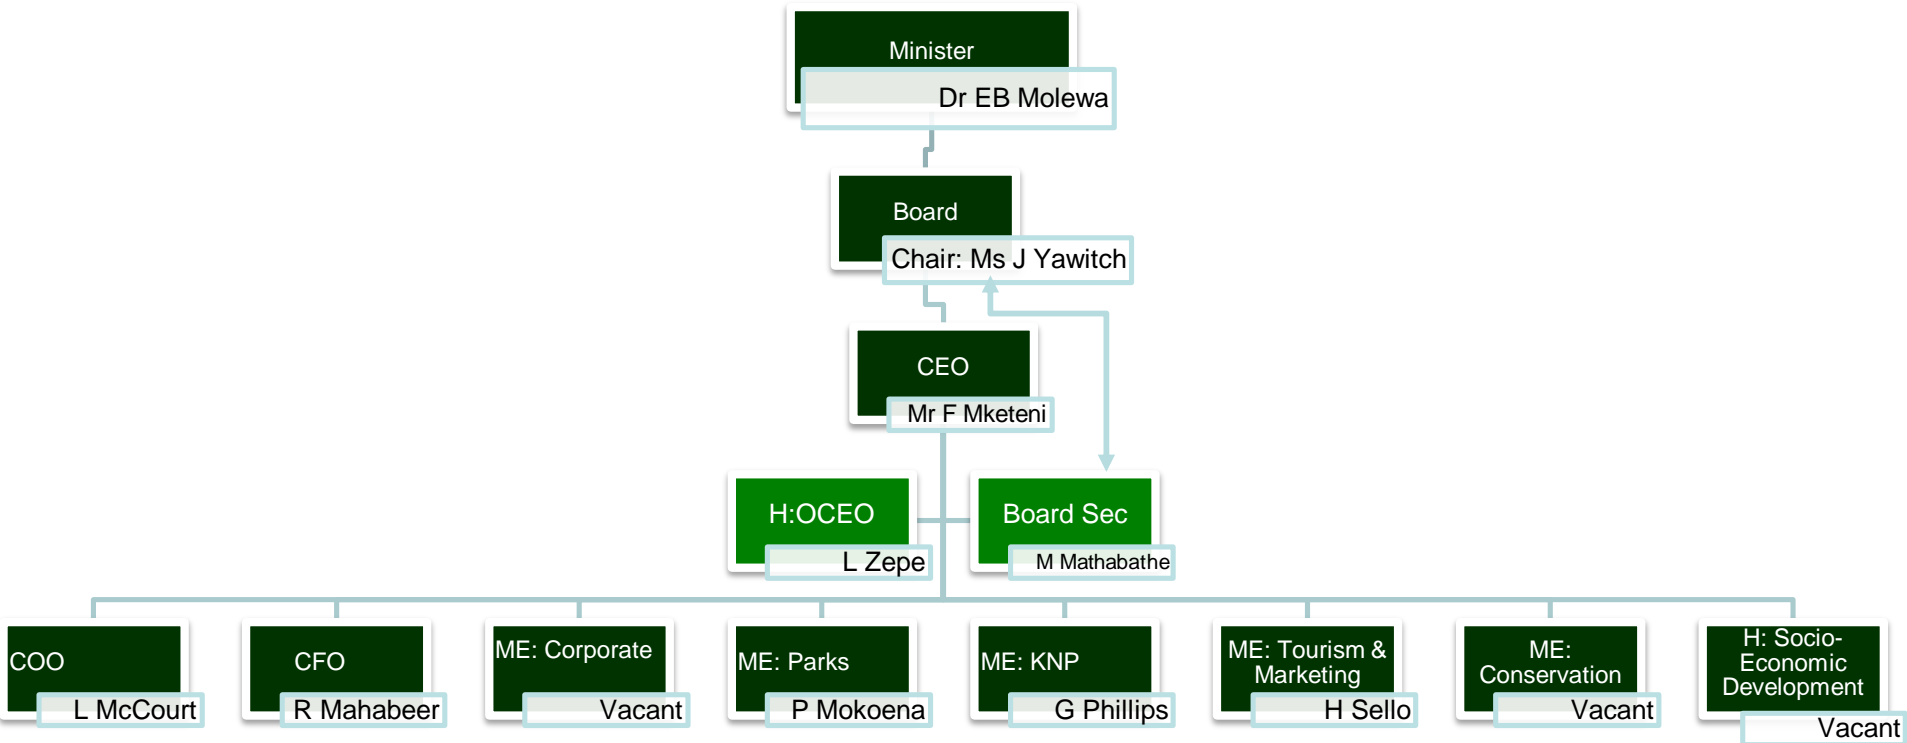 Minister
Dr EB Molewa
Board
Chair: Ms J Yawitch
CEO
Mr F Mketeni
H:OCEO
L Zepe
Board Sec
M Mathabathe
COO
L McCourt
CFO
R Mahabeer
ME: Corporate
Vacant
ME: Parks
P Mokoena
ME: KNP
G Phillips
ME: Tourism &
Marketing
H Sello
ME:
Conservation
Vacant
H: Socio-
Economic
Development
Vacant